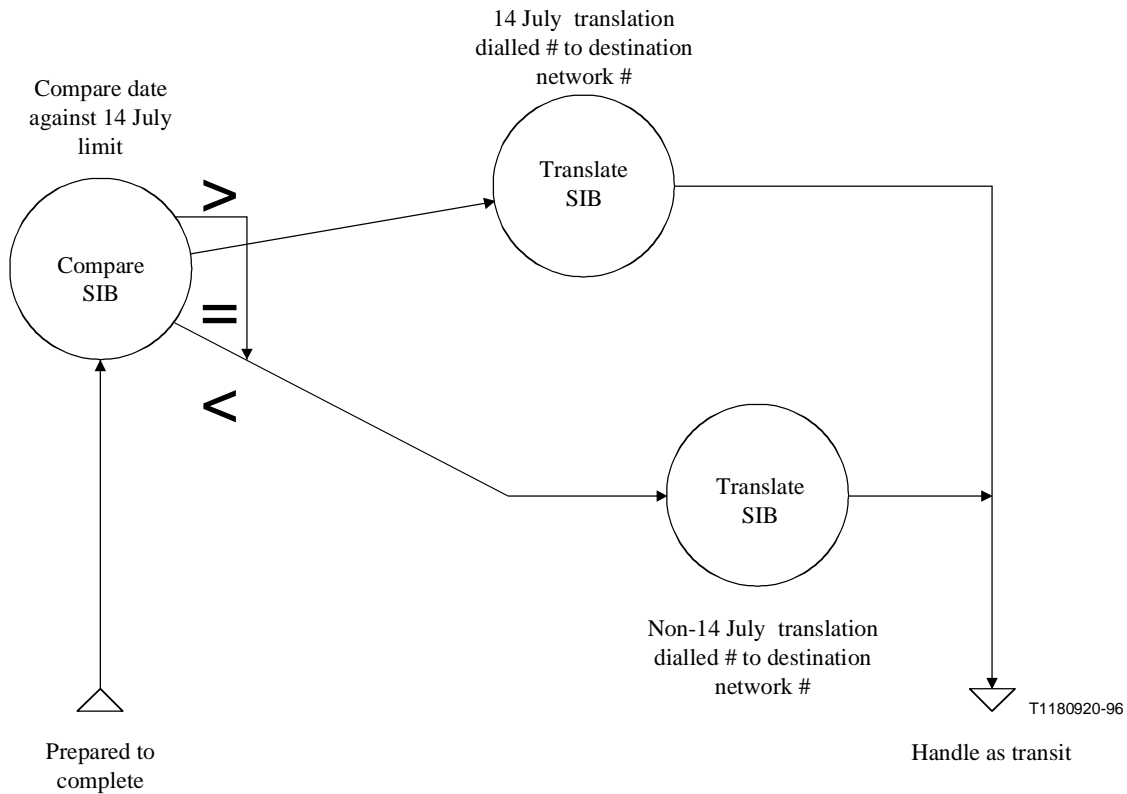 14 July translation
dialled # to destination
network #
Compare date
against 14 July
limit
>
Translate
SIB
Compare
SIB
=
<
Translate
SIB
Non-14 July translation
dialled # to destination
network #
T1180920-96
Prepared to
complete
Handle as transit